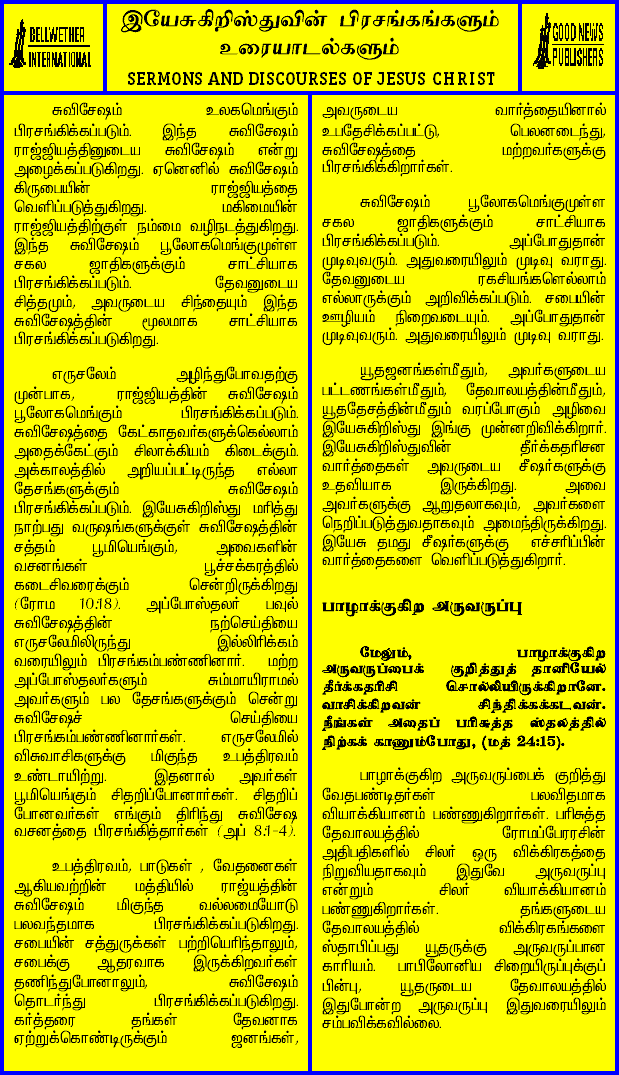 BELLWETHER
INTERNATIONAL
இயேசுகிறிஸ்துவின் பிரசங்கங்களும்
உரையாடல்களும்
SERMONS AND DISCOURSES OF JESUS CHRIST
GOOD NEWS
PUBLISHERS
சுவிசேஷம் உலகமெங்கும்
பிரசங்கிக்கப்படும். இந்த சுவிசேஷம்
ராஜ்ஜியத்தினுடைய சுவிசேஷம் என்று
அழைக்கப்படுகிறது. ஏனெனில் சுவிசேஷம்
கிருபையின் ராஜ்ஜியத்தை
வெளிப்படுத்துகிறது. மகிமையின்
ராஜ்ஜியத்திற்குள் நம்மை வழிநடத்துகிறது.
இந்த சுவிசேஷம் பூலோகமெங்குமுள்ள
சகல ஜாதிகளுக்கும் சாட்சியாக
பிரசங்கிக்கப்படும். தேவனுடைய
சித்தமும், அவருடைய சிந்தையும் இந்த
சுவிசேஷத்தின் மூலமாக சாட்சியாக
பிரசங்கிக்கப்படுகிறது.
எருசலேம் அழிந்துபோவதற்கு
முன்பாக, ராஜ்ஜியத்தின் சுவிசேஷம்
பூலோகமெங்கும் பிரசங்கிக்கப்படும்.
சுவிசேஷத்தை கேட்காதவர்களுக்கெல்லாம்
அதைக்கேட்கும் சிலாக்கியம் கிடைக்கும்.
அக்காலத்தில் அறியப்பட்டிருந்த எல்லா
தேசங்களுக்கும் சுவிசேஷம்
பிரசங்கிக்கப்படும். இயேசுகிறிஸ்து மரித்து
நாற்பது வருஷங்களுக்குள் சுவிசேஷத்தின்
சத்தம் பூமியெங்கும், அவைகளின்
வசனங்கள் பூச்சக்கரத்தில்
கடைசிவரைக்கும் சென்றிருக்கிறது
(ரோம 10:18). அப்போஸ்தலர் பவுல்
சுவிசேஷத்தின் நற்செய்தியை
எருசலேமிலிருந்து இல்லிரிக்கம்
வரையிலும் பிரசங்கம்பண்ணினார். மற்ற
அப்போஸ்தலர்களும் சும்மாயிராமல்
அவர்களும் பல தேசங்களுக்கும் சென்று
சுவிசேஷச் செய்தியை
பிரசங்கம்பண்ணினார்கள். எருசலேமில்
விசுவாசிகளுக்கு மிகுந்த உபத்திரவம்
உண்டாயிற்று. இதனால் அவர்கள்
பூமியெங்கும் சிதறிப்போனார்கள். சிதறிப்
போனவர்கள் எங்கும் திரிந்து சுவிசேஷ
வசனத்தை பிரசங்கித்தார்கள் (அப் 8:1-4).
உபத்திரவம், பாடுகள் , வேதனைகள்
ஆகியவற்றின் மத்தியில் ராஜ்யத்தின்
சுவிசேஷம் மிகுந்த வல்லமையோடு
பலவந்தமாக பிரசங்கிக்கப்படுகிறது.
சபையின் சத்துருக்கள் பற்றியெரிந்தாலும்,
சபைக்கு ஆதரவாக இருக்கிறவர்கள்
தணிந்துபோனாலும், சுவிசேஷம்
தொடர்ந்து பிரசங்கிக்கப்படுகிறது.
கர்த்தரை தங்கள் தேவனாக
ஏற்றுக்கொண்டிருக்கும் ஜனங்கள்,
அவருடைய வார்த்தையினால்
உபதேசிக்கப்பட்டு, பெலனடைந்து,
சுவிசேஷத்தை மற்றவர்களுக்கு
பிரசங்கிக்கிறார்கள்.
சுவிசேஷம் பூலோகமெங்குமுள்ள
சகல ஜாதிகளுக்கும் சாட்சியாக
பிரசங்கிக்கப்படும். அப்போதுதான்
முடிவுவரும். அதுவரையிலும் முடிவு வராது.
தேவனுடைய ரகசியங்களெல்லாம்
எல்லாருக்கும் அறிவிக்கப்படும். சபையின்
ஊழியம் நிறைவடையும். அப்போதுதான்
முடிவுவரும். அதுவரையிலும் முடிவு வராது.
யூதஜனங்கள்மீதும், அவர்களுடைய
பட்டணங்கள்மீதும், தேவாலயத்தின்மீதும்,
யூததேசத்தின்மீதும் வரப்போகும் அழிவை
இயேசுகிறிஸ்து இங்கு முன்னறிவிக்கிறார்.
இயேசுகிறிஸ்துவின் தீர்க்கதரிசன
வார்த்தைகள் அவருடைய சீஷர்களுக்கு
உதவியாக இருக்கிறது. அவை
அவர்களுக்கு ஆறுதலாகவும், அவர்களை
நெறிப்படுத்துவதாகவும் அமைந்திருக்கிறது.
இயேசு தமது சீஷர்களுக்கு எச்சரிப்பின்
வார்த்தைகளை வெளிப்படுத்துகிறார்.
பாழாக்குகிற அருவருப்பு
மேலும், பாழாக்குகிற
அருவருப்பைக் குறித்துத் தானியேல்
தீர்க்கதரிசி சொல்லியிருக்கிறானே.
வாசிக்கிறவன் சிந்திக்கக்கடவன்.
நீங்கள் அதைப் பரிசுத்த ஸ்தலத்தில்
நிற்கக் காணும்போது, (மத் 24:15).
பாழாக்குகிற அருவருப்பைக் குறித்து
வேதபண்டிதர்கள் பலவிதமாக
வியாக்கியானம் பண்ணுகிறார்கள். பரிசுத்த
தேவாலயத்தில் ரோமப்பேரரசின்
அதிபதிகளில் சிலர் ஒரு விக்கிரகத்தை
நிறுவியதாகவும் இதுவே அருவருப்பு
என்றும் சிலர் வியாக்கியானம்
பண்ணுகிறார்கள். தங்களுடைய
தேவாலயத்தில் விக்கிரகங்களை
ஸ்தாபிப்பது யூதருக்கு அருவருப்பான
காரியம். பாபிலோனிய சிறையிருப்புக்குப்
பின்பு, யூதருடைய தேவாலயத்தில்
இதுபோன்ற அருவருப்பு இதுவரையிலும்
சம்பவிக்கவில்லை.